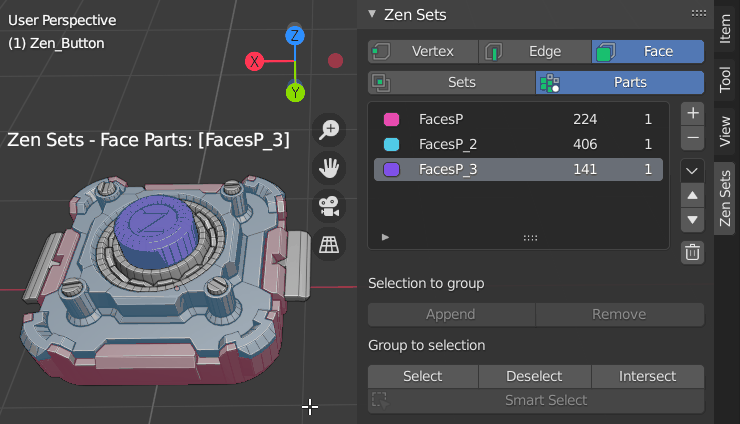 User Perspective
(1) Zen_Button
Z
X
Y
Zen Sets - Face Parts: [FacesP_3]
Z
Zen Sets
Vertex Edge Face
Sets Parts
FacesP 224 1
FacesP_2 406 1
FacesP_3 141 1
Selection to group
Append Remove
Group to selection
Select Deselect Intersect
Smart Select
Item
Tool
View
Zen Sets